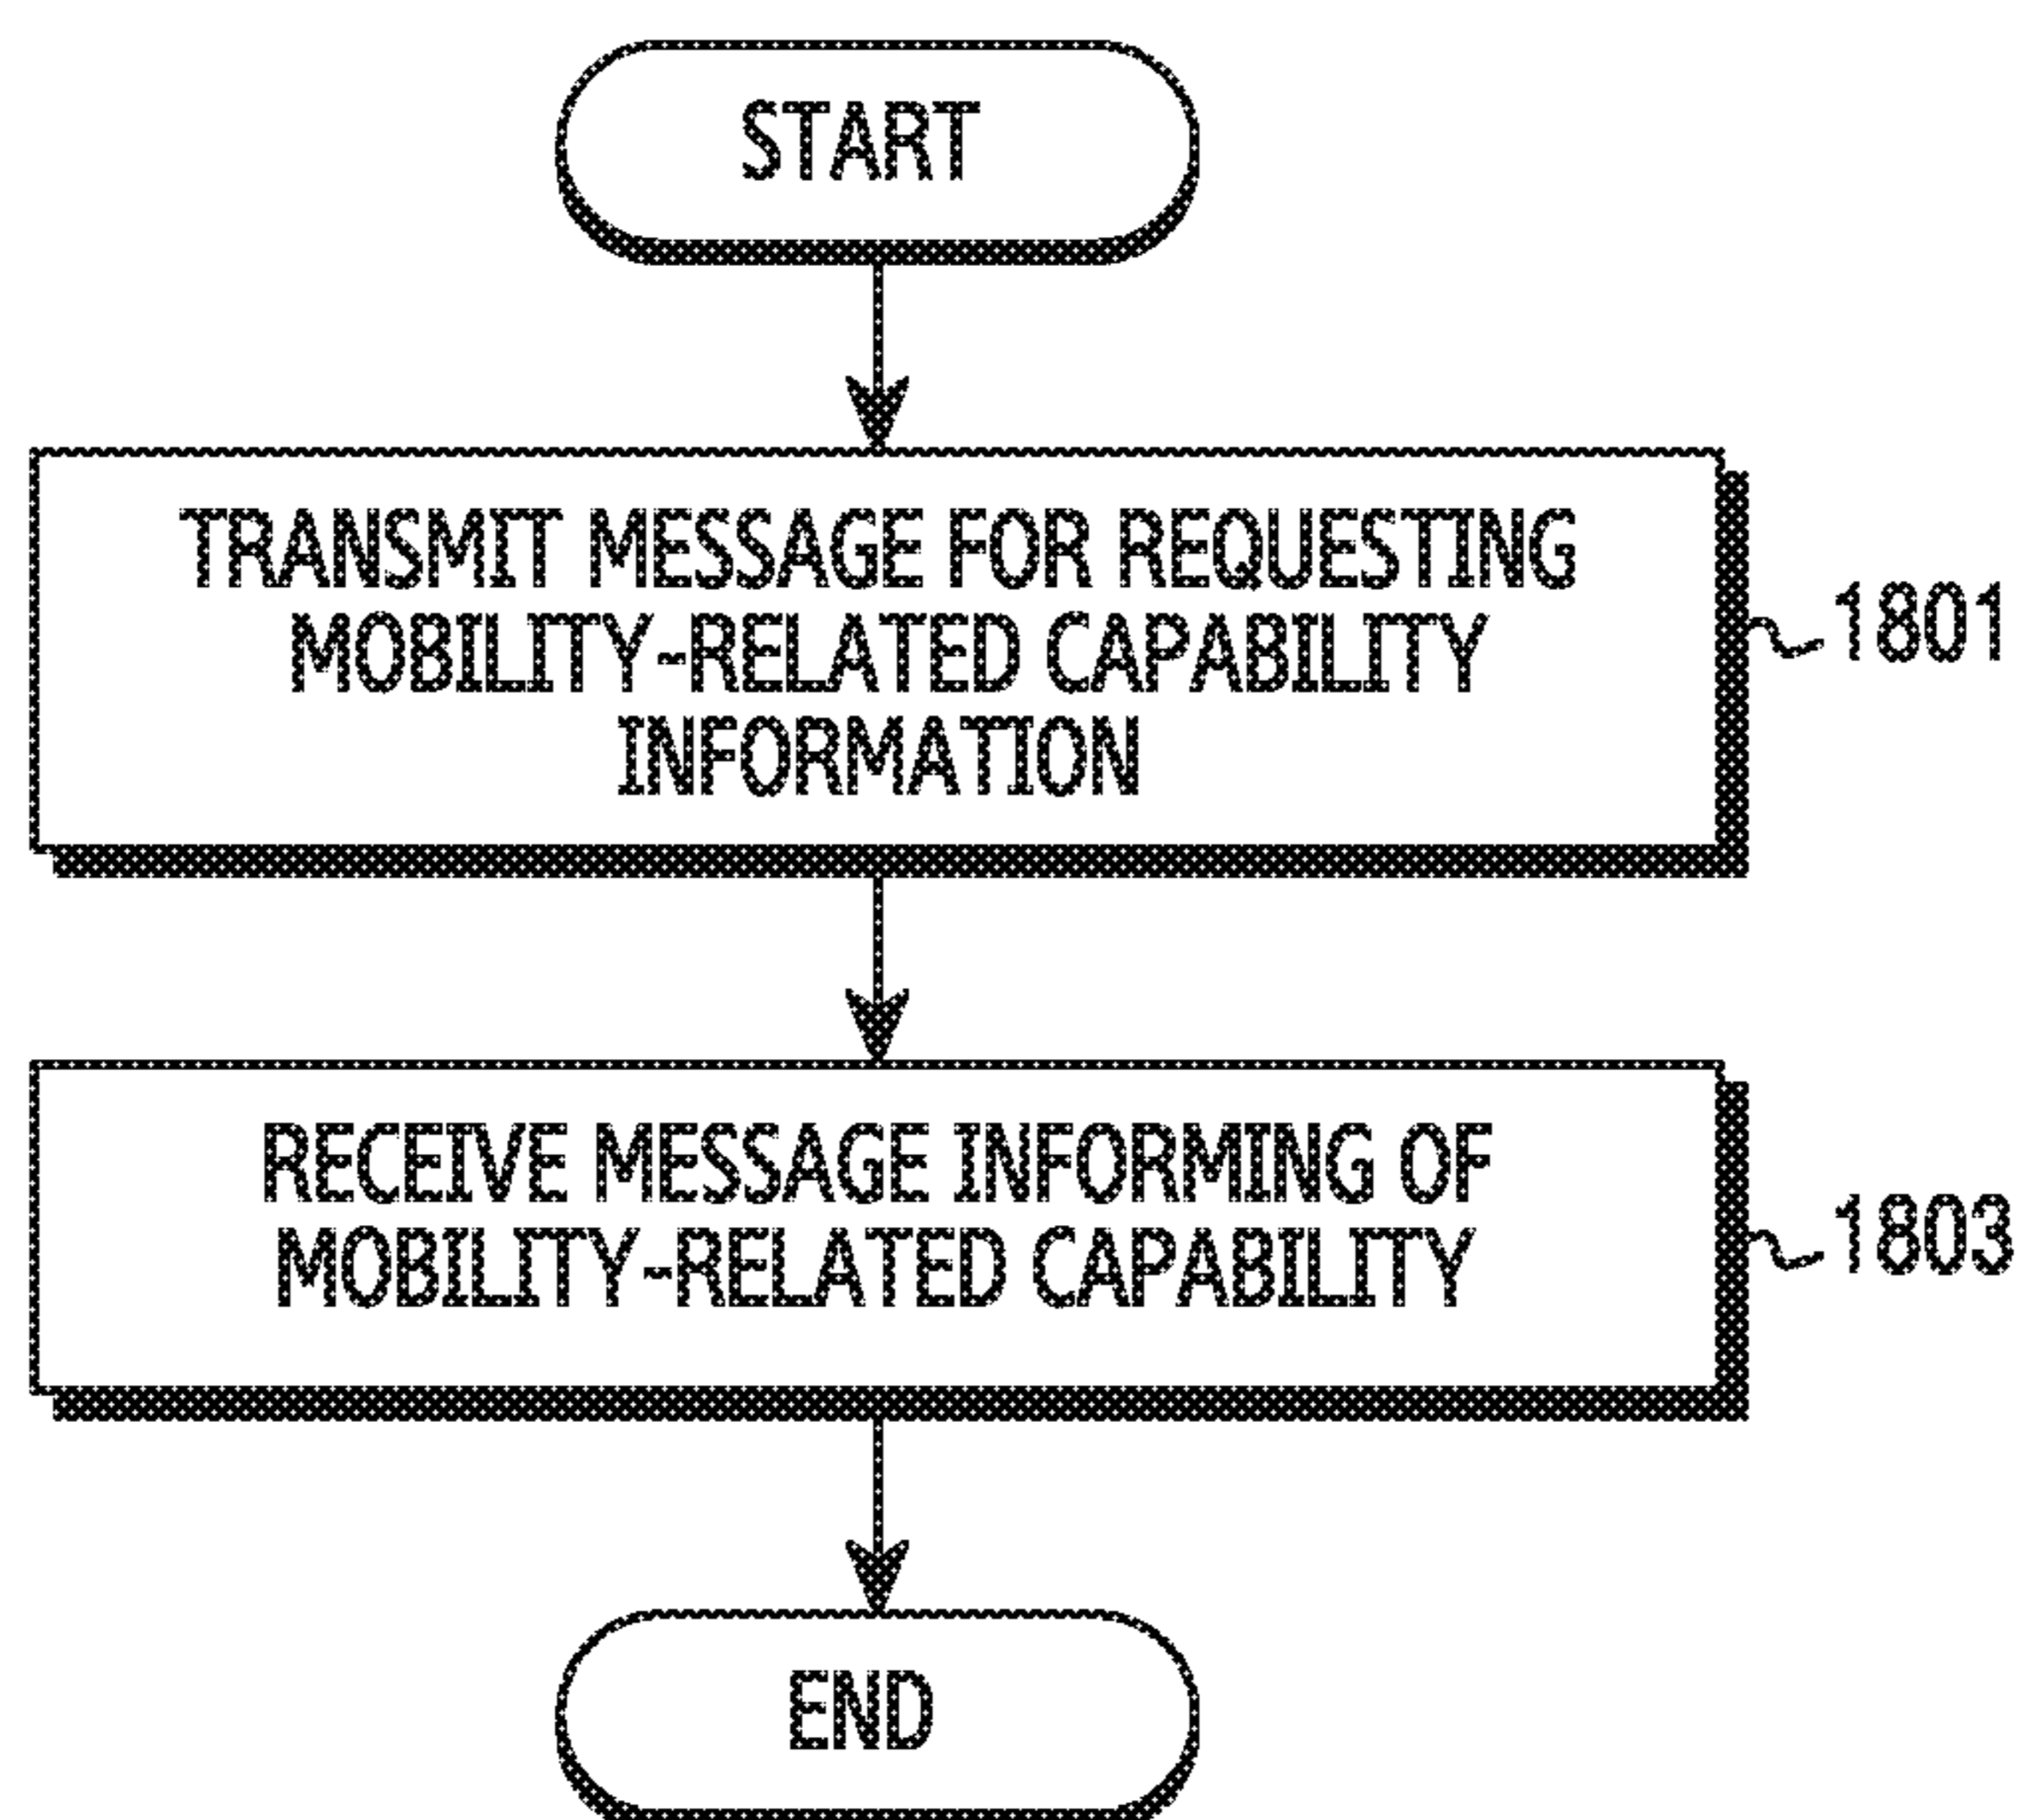 START
TRANSMIT MESSAGE FOR REQUESTING
MOBILITY-RELATED CAPABILITY
INFORMATION
1801
RECEIVE MESSAGE INFORMING OF
MOBILITY-RELATED CAPABILITY
1803
END